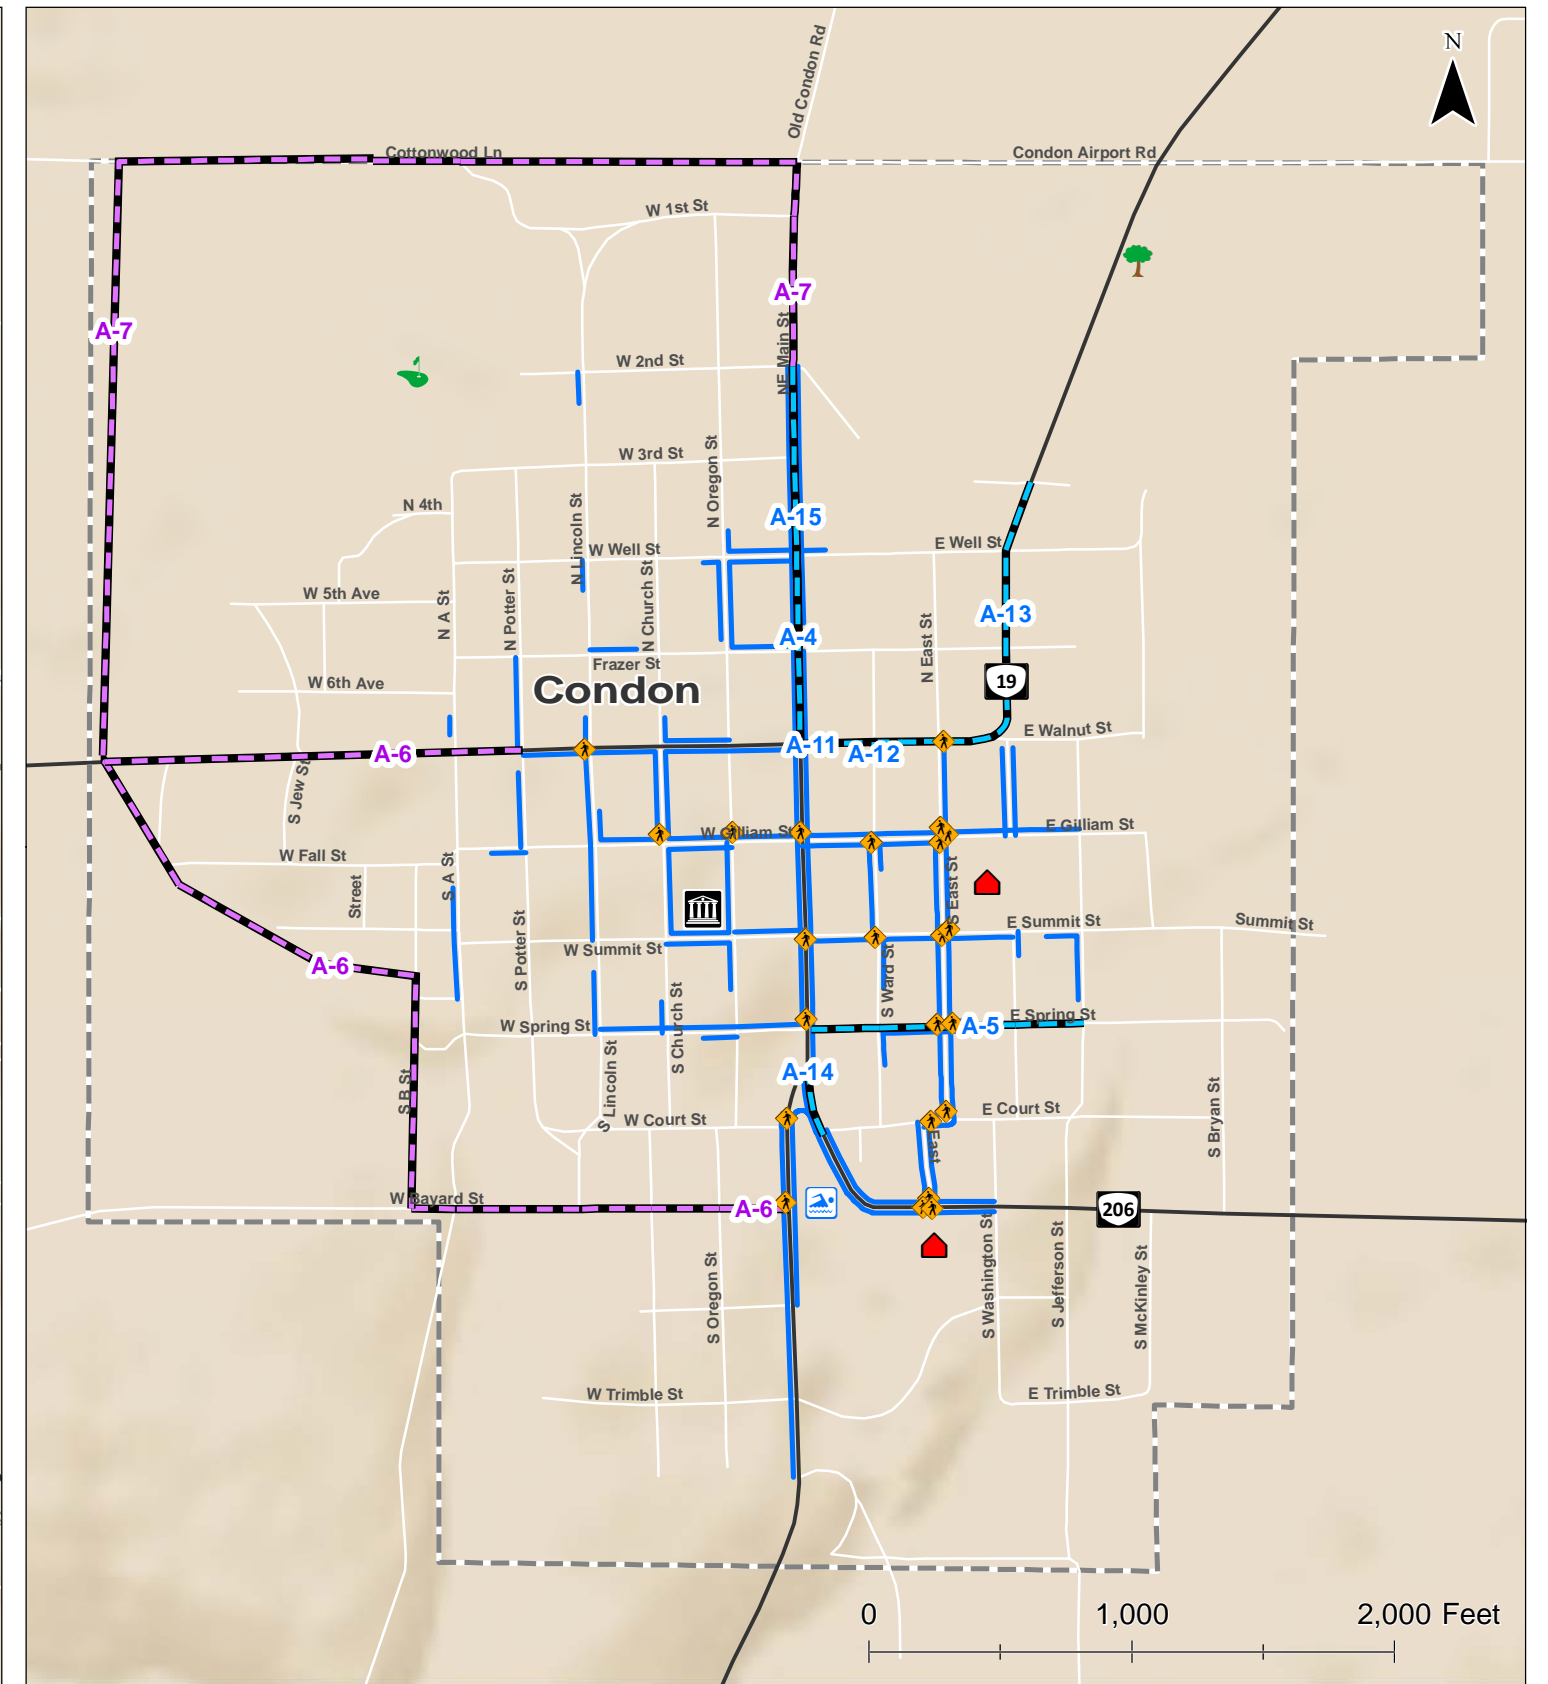 N
Old Condon Rd
Cottonwood Ln
Condon Airport Rd
W 1st St
A-7
A-7
NE Main St
W 2nd St
W 3rd St
N Oregon St
N 4th
N Lincoln St
A-15
W Well St
E Well St
W 5th Ave
N A St
N Potter St
N Church St
A-4
N East St
A-13
Frazer St
W 6th Ave
Condon
19
A-6
A-11
A-12
E Walnut St
S Jew St
W Gilliam St
E Gilliam St
W Fall St
S A St
Street
S East St
E Summit St
Summit St
W Summit St
S Potter St
S Ward St
A-6
W Spring St
S Church St
A-5
E Spring St
S Lincoln St
A-14
S B St
W Court St
E Court St
East
S Bryan St
W Bayard St
A-6
206
S Oregon St
S Washington St
S Jefferson St
S McKinley St
W Trimble St
E Trimble St
0 1,000 2,000 Feet